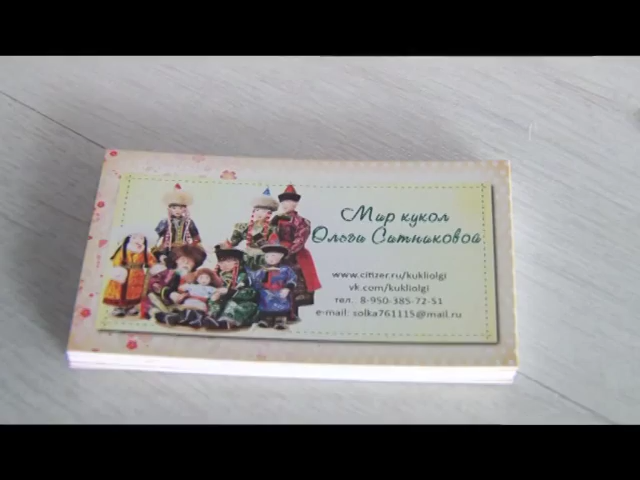 Мир кукол
Ольги Ситниковой
www.citizer.ru/kukliolgi
vk.com/kukliolgi
тел. 8-950-385-72-51
e-mail: solka761115@mail.ru